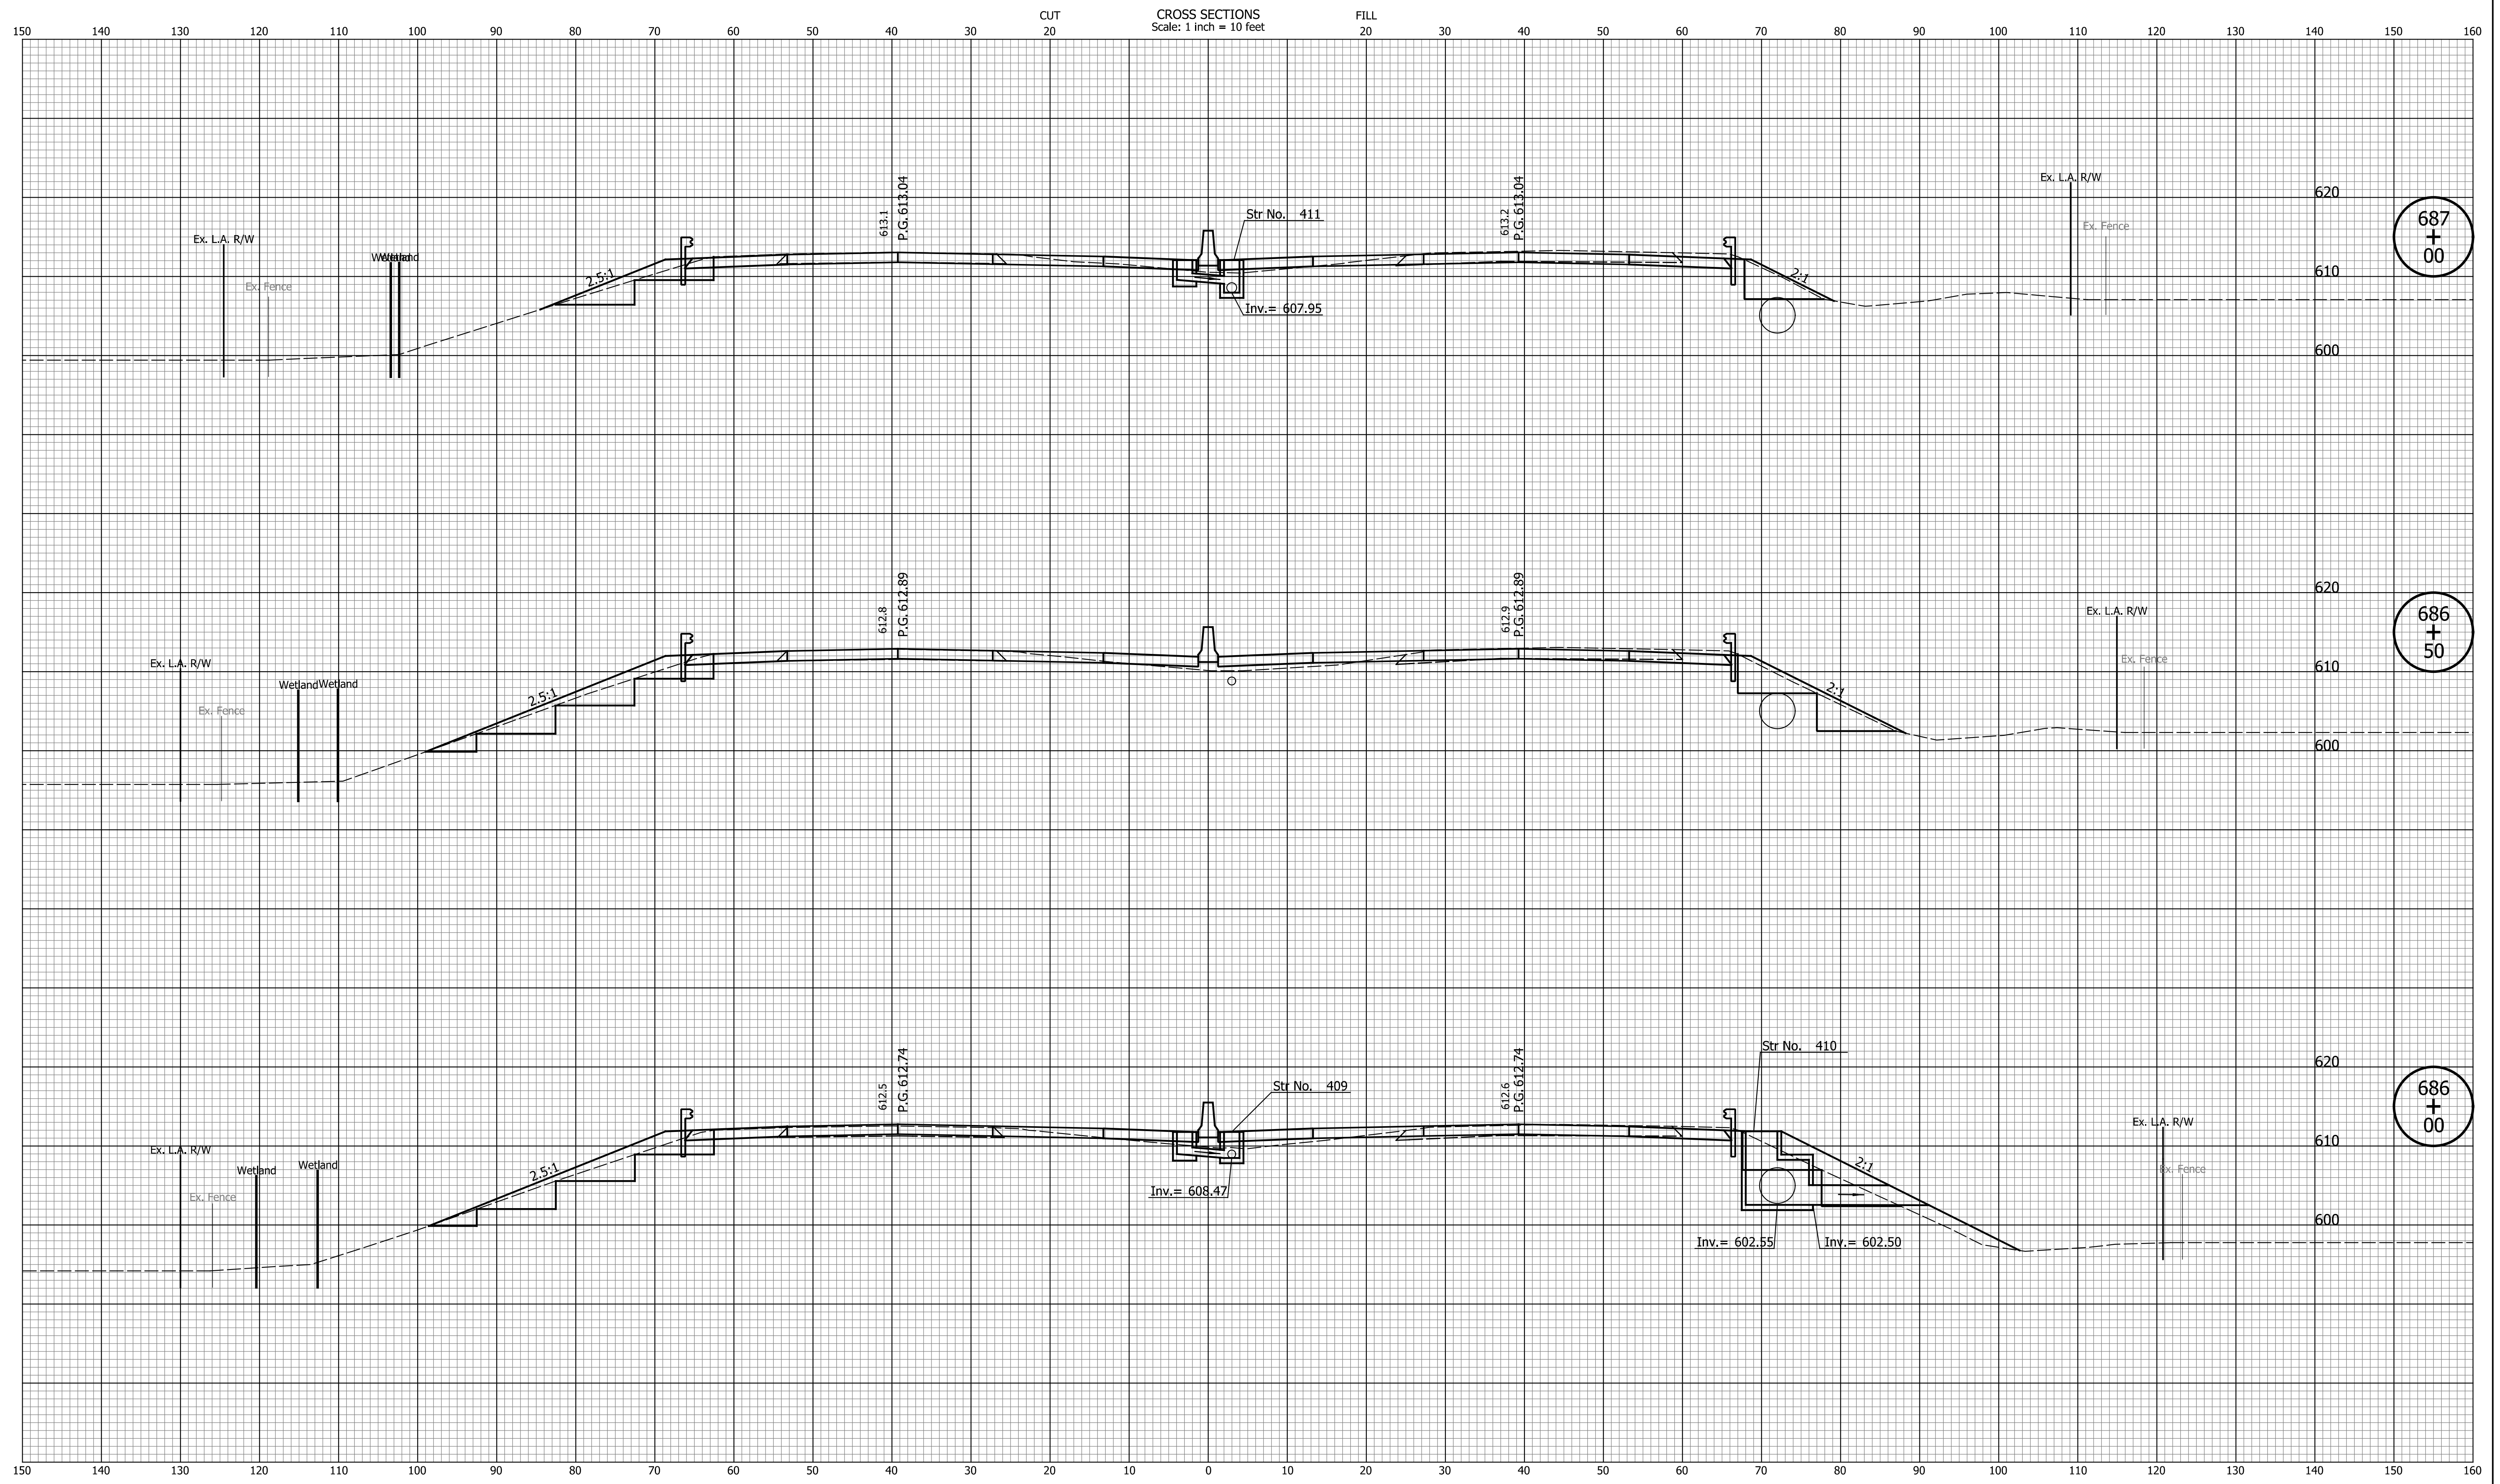 CUT CROSS SECTIONS FILL
Scale: 1 inch = 10 feet
150 140 130 120 110 100 90 80 70 60 50 40 30 20 20 30 40 50 60 70 80 90 100 110 120 130 140 150 160
Ex. L.A. R/W
Ex. Fence
Wetland
Wetland
2.5:1
613.1
P.G. 613.04
Str No. 411
Inv.= 607.95
613.2
P.G. 613.04
2:1
Ex. L.A. R/W
Ex. Fence
620
610
600
687
+
00
Ex. L.A. R/W
Ex. Fence
Wetland
Wetland
2.5:1
612.8
P.G. 612.89
612.9
P.G. 612.89
2:1
Ex. L.A. R/W
Ex. Fence
620
610
600
686
+
50
Ex. L.A. R/W
Ex. Fence
Wetland
Wetland
2.5:1
612.5
P.G. 612.74
Str No. 409
Inv.= 608.47
612.6
P.G. 612.74
Str No. 410
2:1
Inv.= 602.55
Inv.= 602.50
Ex. L.A. R/W
Ex. Fence
620
610
600
686
+
00
150 140 130 120 110 100 90 80 70 60 50 40 30 20 10 0 10 20 30 40 50 60 70 80 90 100 110 120 130 140 150 160